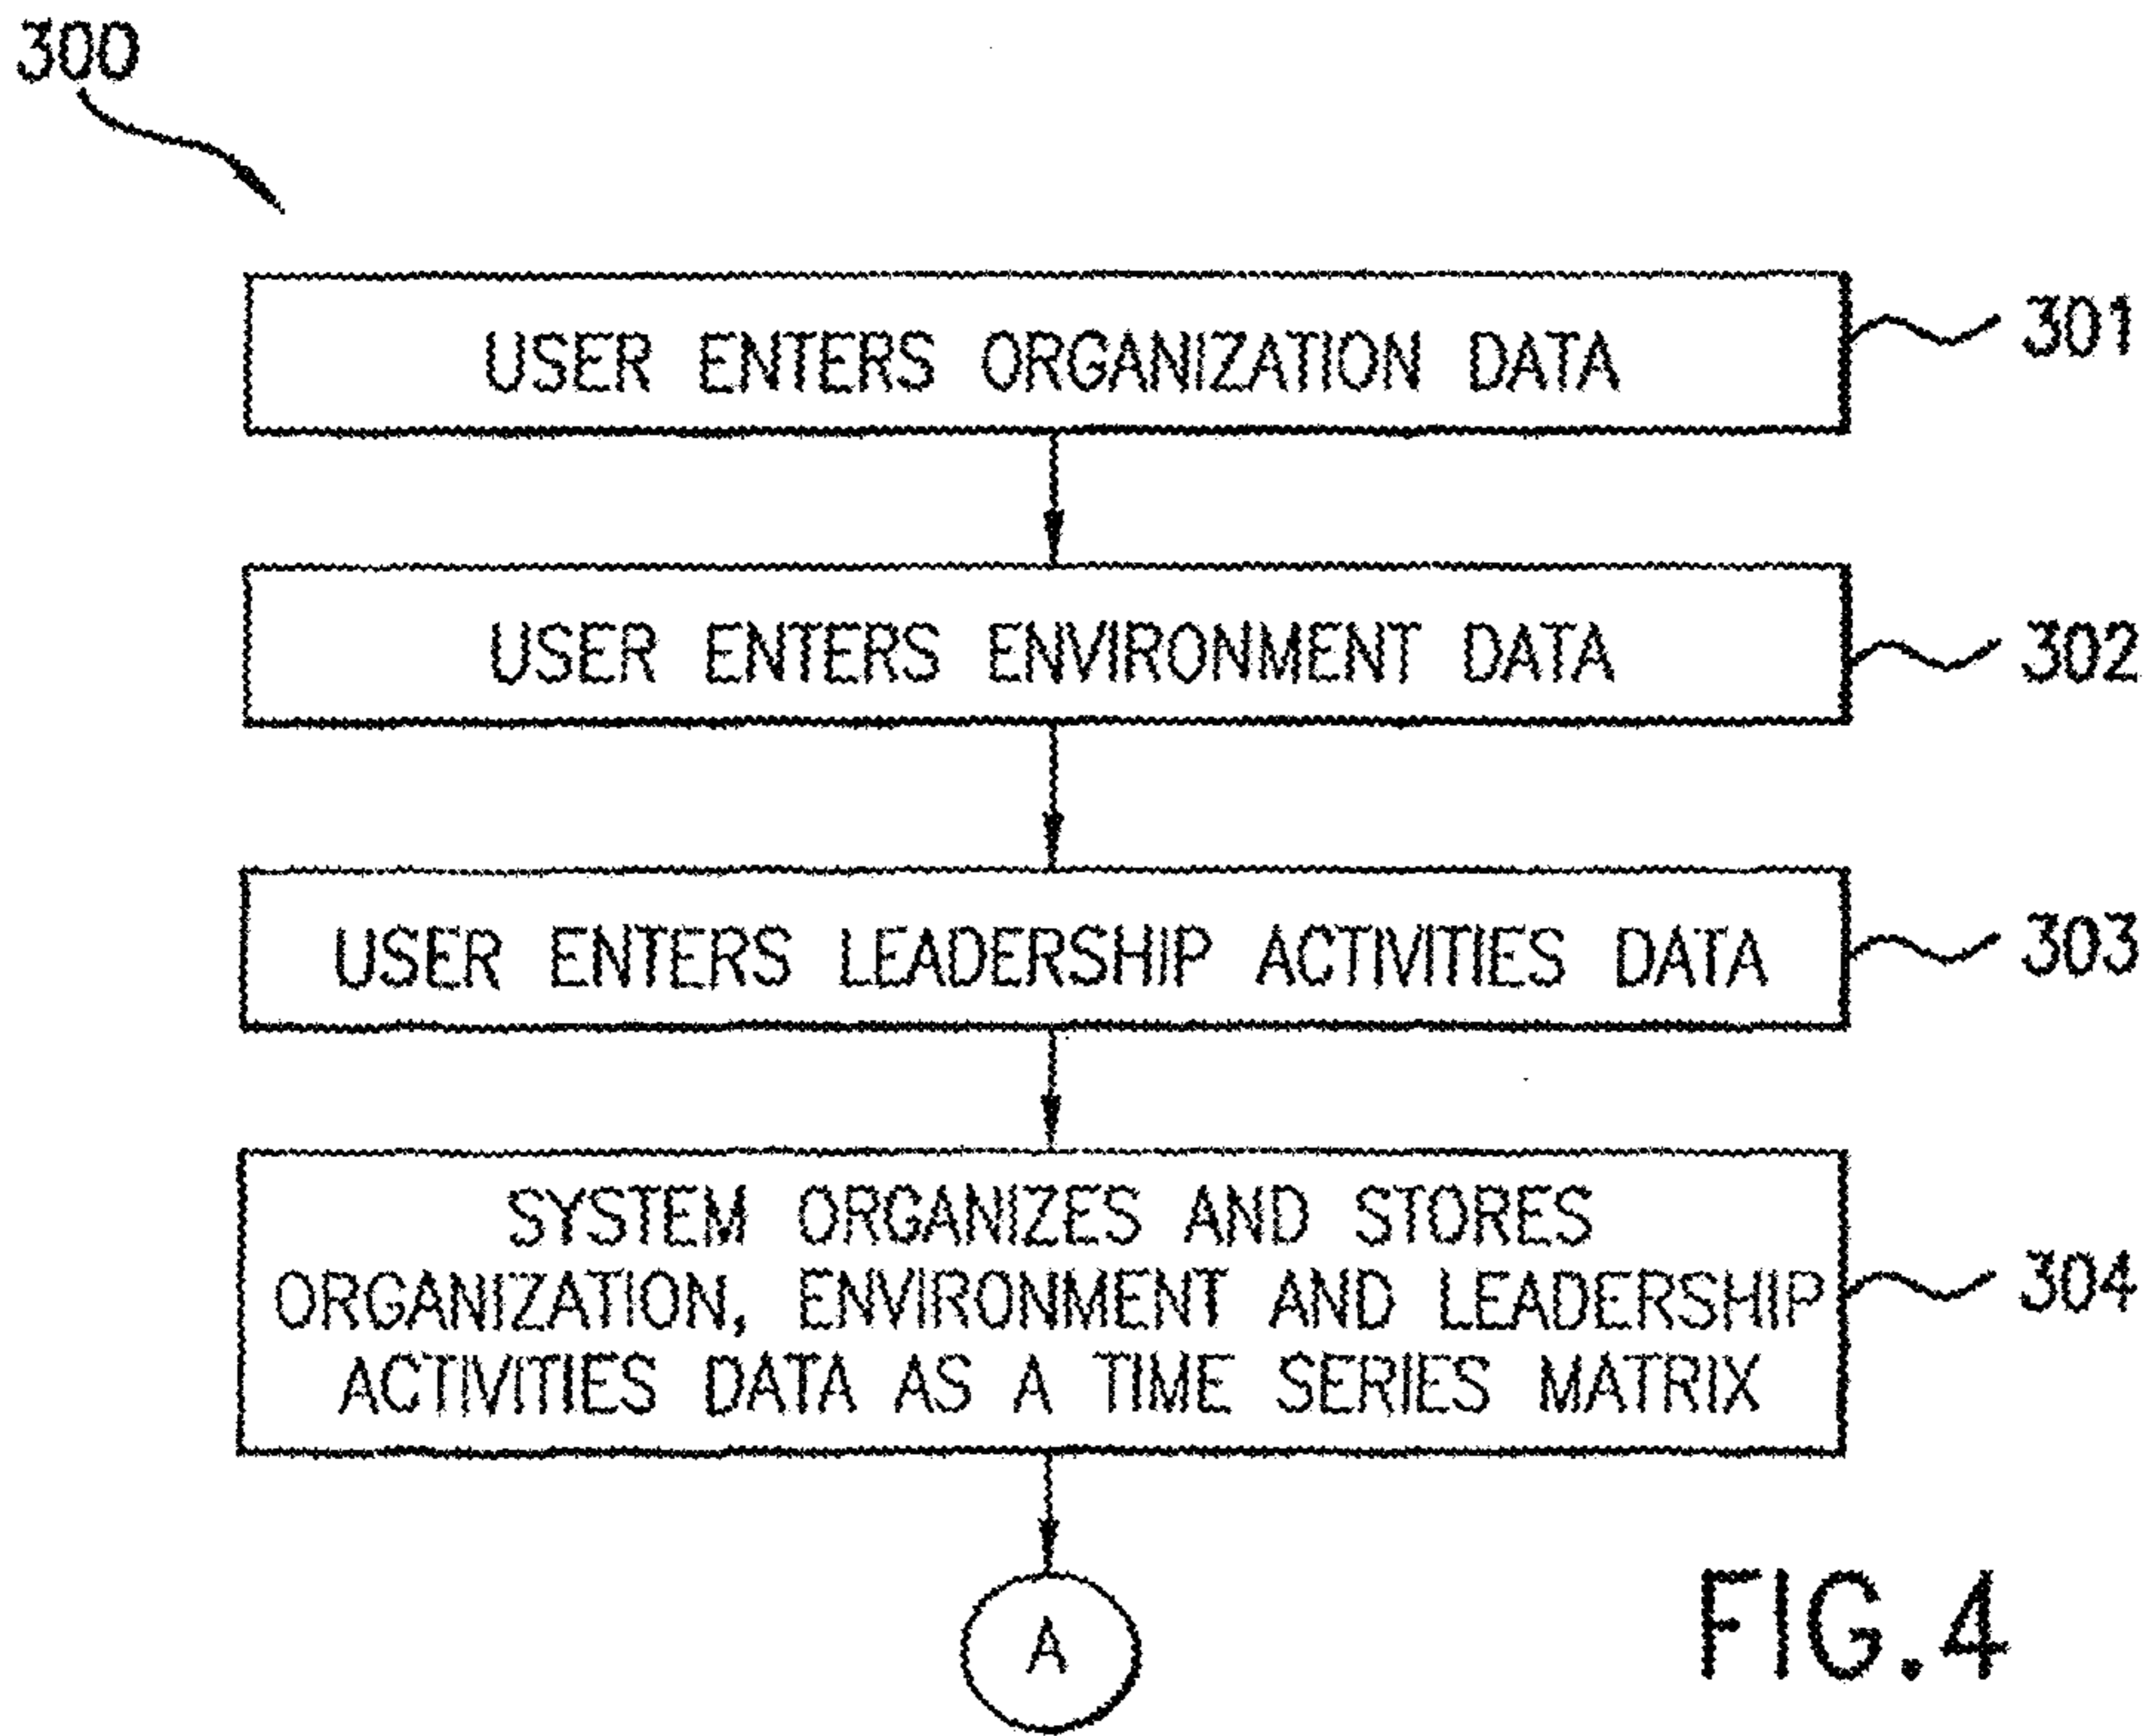 300
USER ENTERS ORGANIZATION DATA
301
USER ENTERS ENVIRONMENT DATA
302
USER ENTERS LEADERSHIP ACTIVITIES DATA
303
SYSTEM ORGANIZES AND STORES
ORGANIZATION, ENVIRONMENT AND LEADERSHIP
ACTIVITIES DATA AS A TIME SERIES MATRIX
304
A
FIG.4